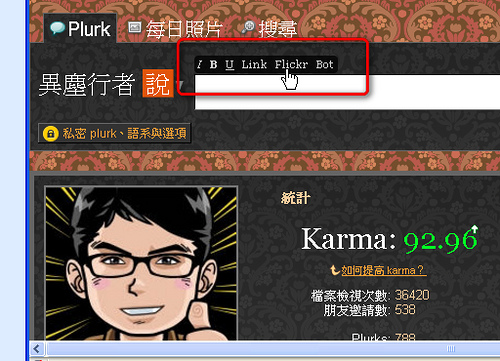 Plurk 每日照片 搜尋
I B U Link Flickr Bot
異塵行者 說
私密 plurk、語系與選項
統計
Karma: 92.96
如何提高 karma？
檔案檢視次數: 36420
朋友邀請數: 538
Plurks: 788